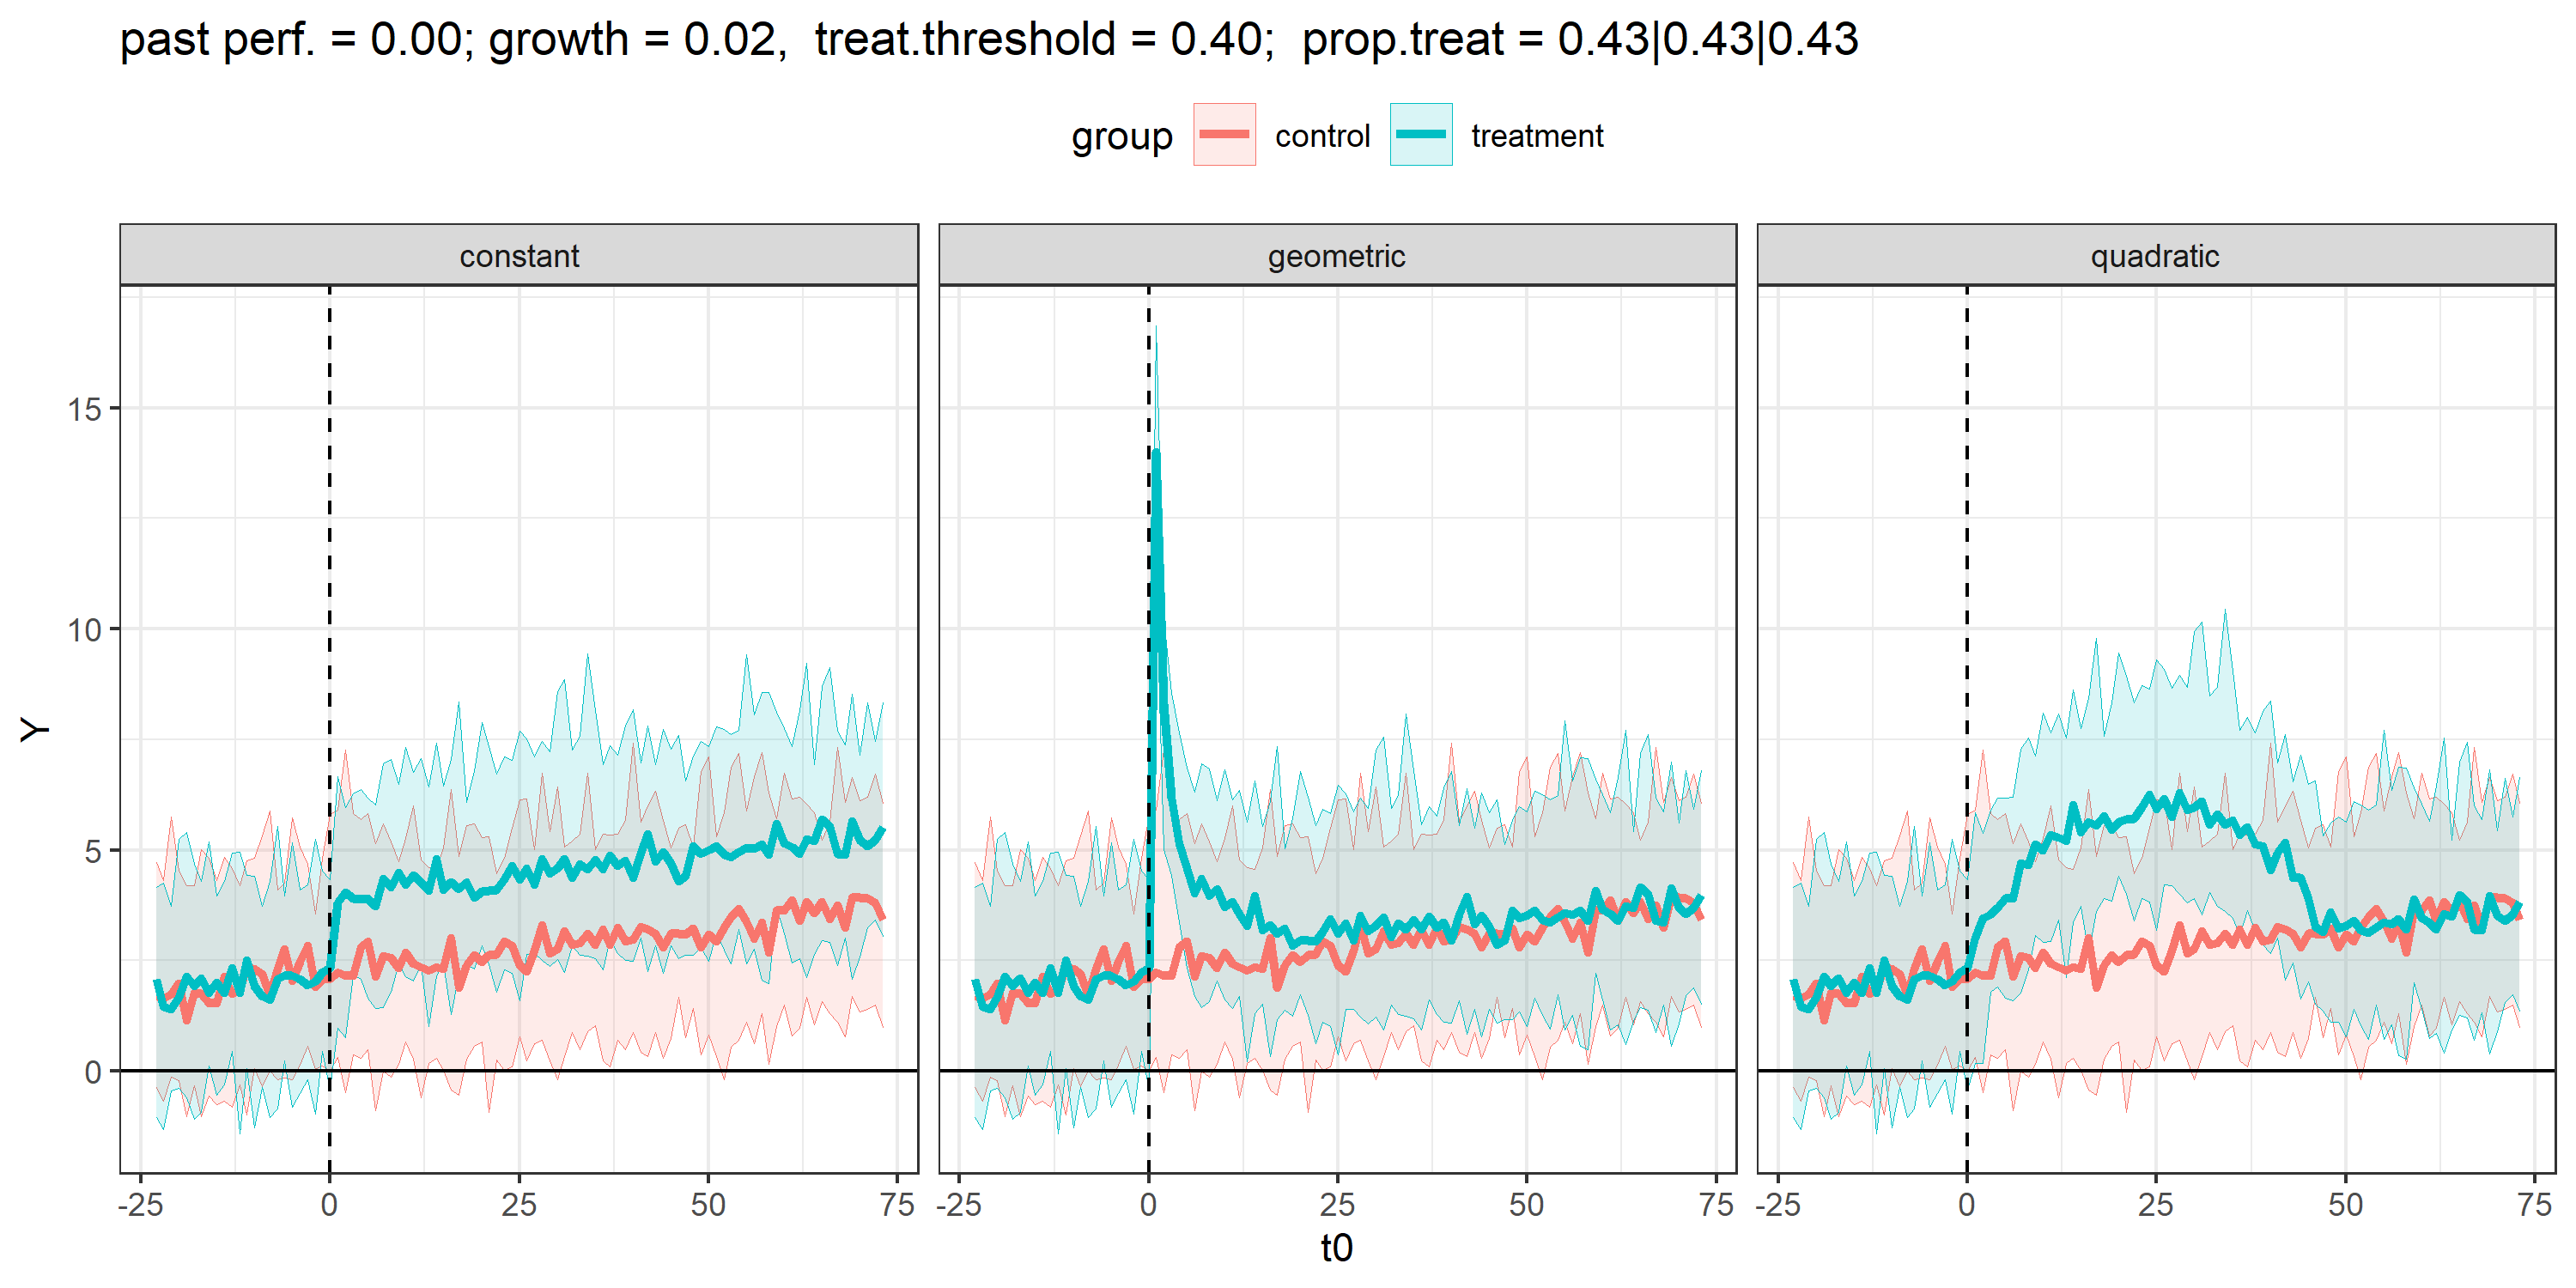 past perf. = 0.00; growth = 0.02,  treat.threshold = 0.40;  prop.treat = 0.43|0.43|0.43
group control treatment
constant geometric quadratic
Y
15
10
5
0
-25 0 25 50 75 -25 0 25 50 75 -25 0 25 50 75
t0